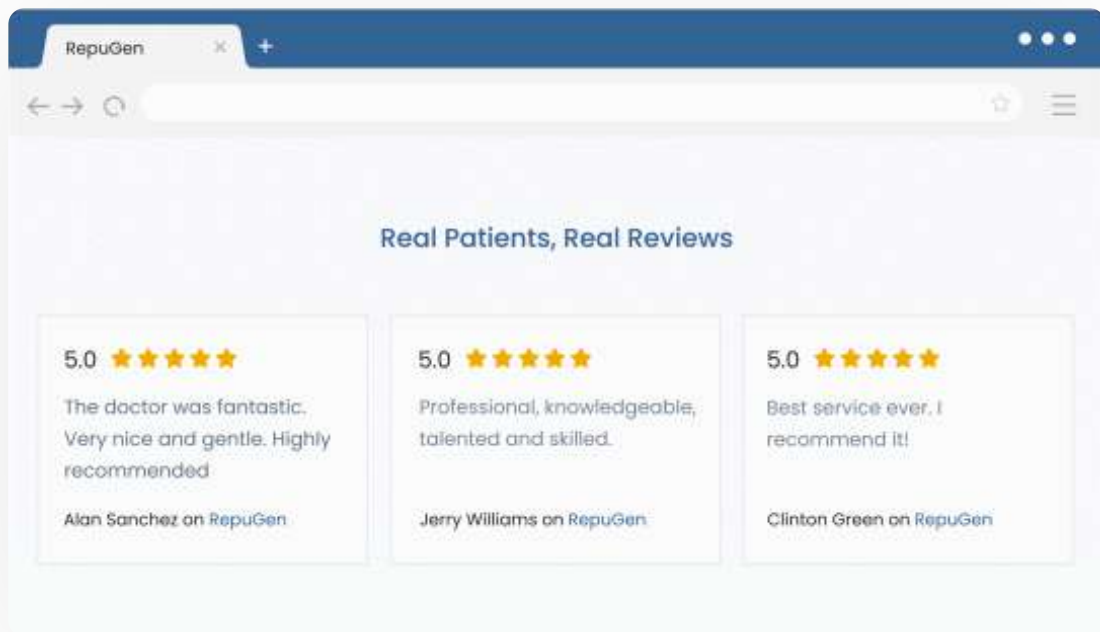 RepuGen
Real Patients, Real Reviews
5.0
The doctor was fantastic.
Very nice and gentle. Highly
recommended
Alan Sanchez on RepuGen
5.0
Professional, knowledgeable,
talented and skilled.
Jerry Williams on RepuGen
5.0
Best service ever. I
recommend it!
Clinton Green on RepuGen